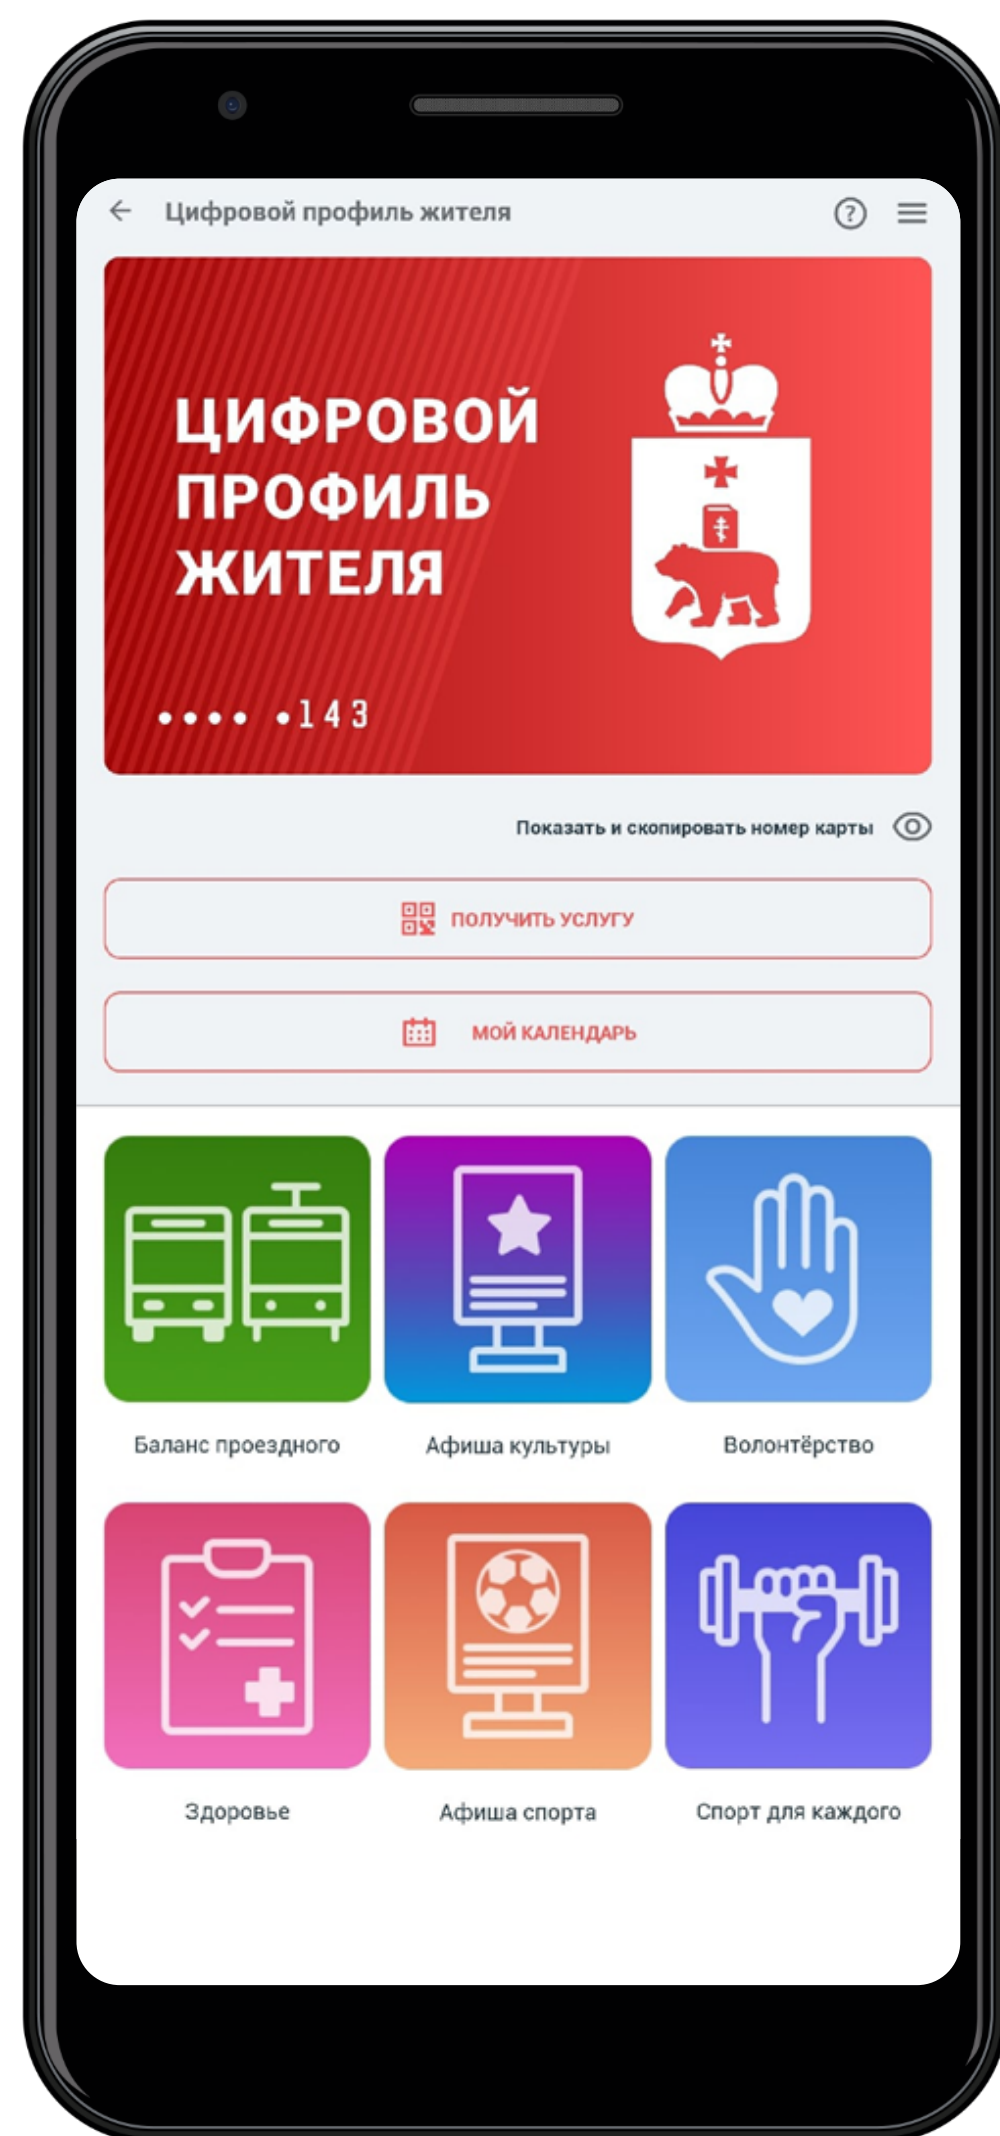 Цифровой профиль жителя
ЦИФРОВОЙ
ПРОФИЛЬ
ЖИТЕЛЯ
•••• •143
Показать и скопировать номер карты
ПОЛУЧИТЬ УСЛУГУ
МОЙ КАЛЕНДАРЬ
Баланс проездного
Афиша культуры
Волонтёрство
Здоровье
Афиша спорта
Спорт для каждого